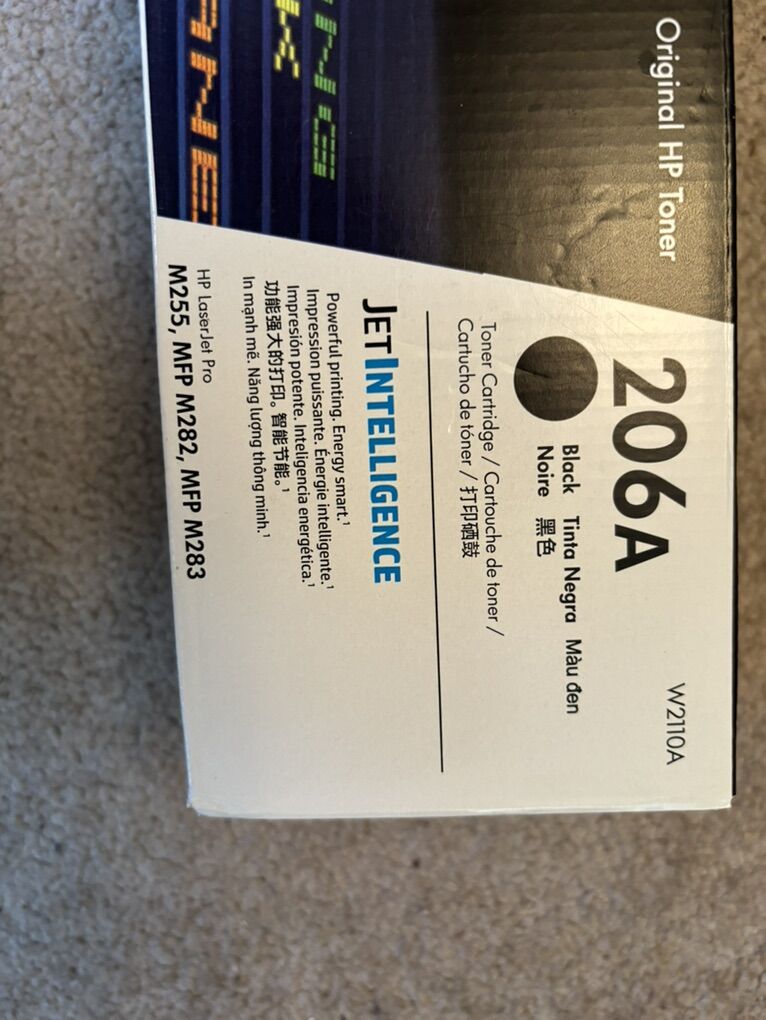 Original HP Toner
206A
W2110A
Black Tinta Negra Màu đen
Noire 黑色
Toner Cartridge / Cartouche de toner /
Cartucho de tóner / 打印硒鼓
JETINTELLIGENCE
Powerful printing. Energy smart.¹
Impression puissante. Énergie intelligente.¹
Impresión potente. Inteligencia energética.¹
功能强大的打印。智能节能。¹
In mạnh mẽ. Năng lượng thông minh.¹
HP LaserJet Pro
M255, MFP M282, MFP M283